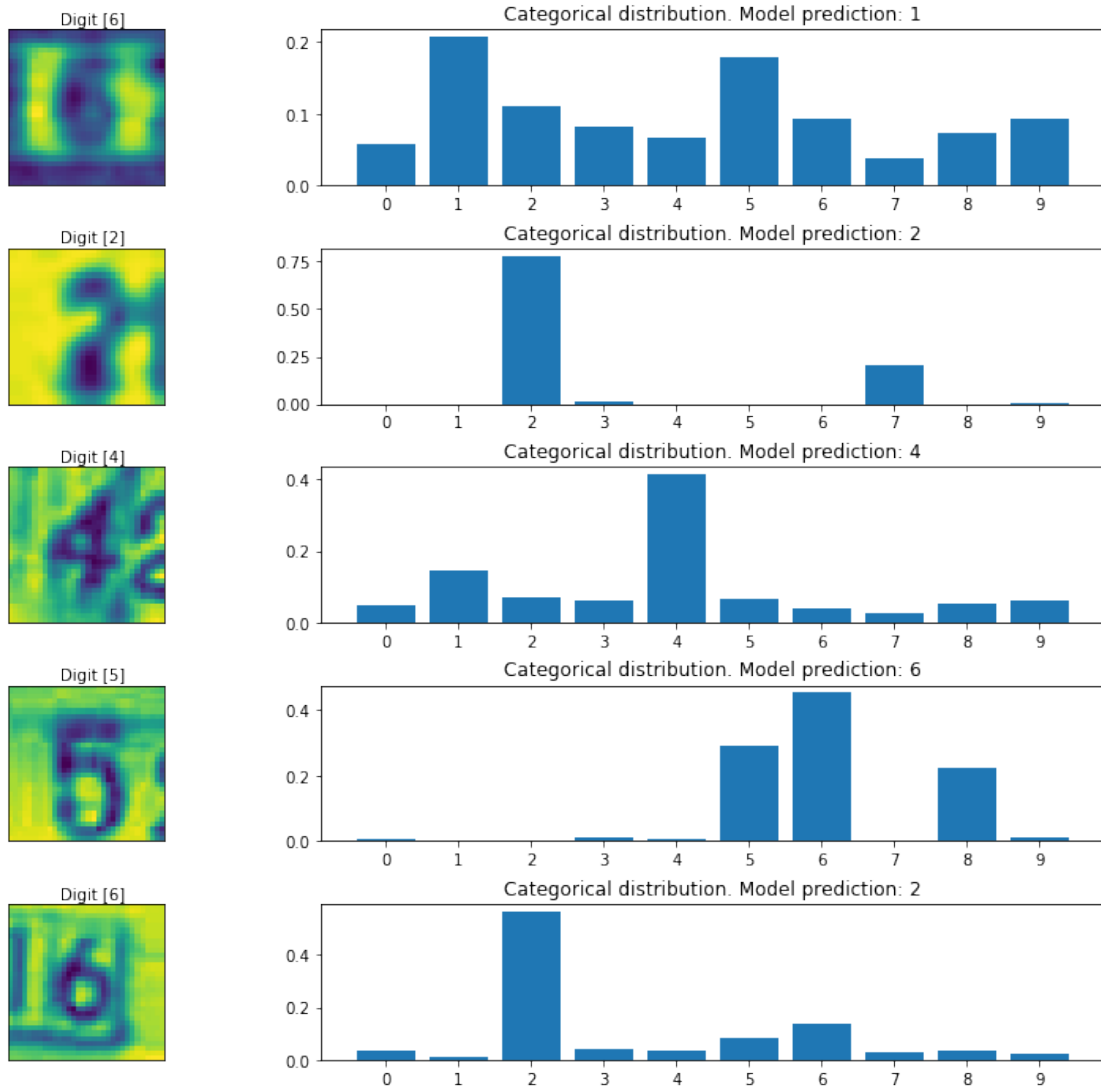 Digit [6]
Categorical distribution. Model prediction: 1
0.2
0.1
0.0
0 1 2 3 4 5 6 7 8 9
6
Digit [2]
Categorical distribution. Model prediction: 2
0.75
0.50
0.25
0.00
0 1 2 3 4 5 6 7 8 9
2
Digit [4]
Categorical distribution. Model prediction: 4
0.4
0.2
0.0
0 1 2 3 4 5 6 7 8 9
4 2
Digit [5]
Categorical distribution. Model prediction: 6
0.4
0.2
0.0
0 1 2 3 4 5 6 7 8 9
5
Digit [6]
Categorical distribution. Model prediction: 2
0.4
0.2
0.0
0 1 2 3 4 5 6 7 8 9
16